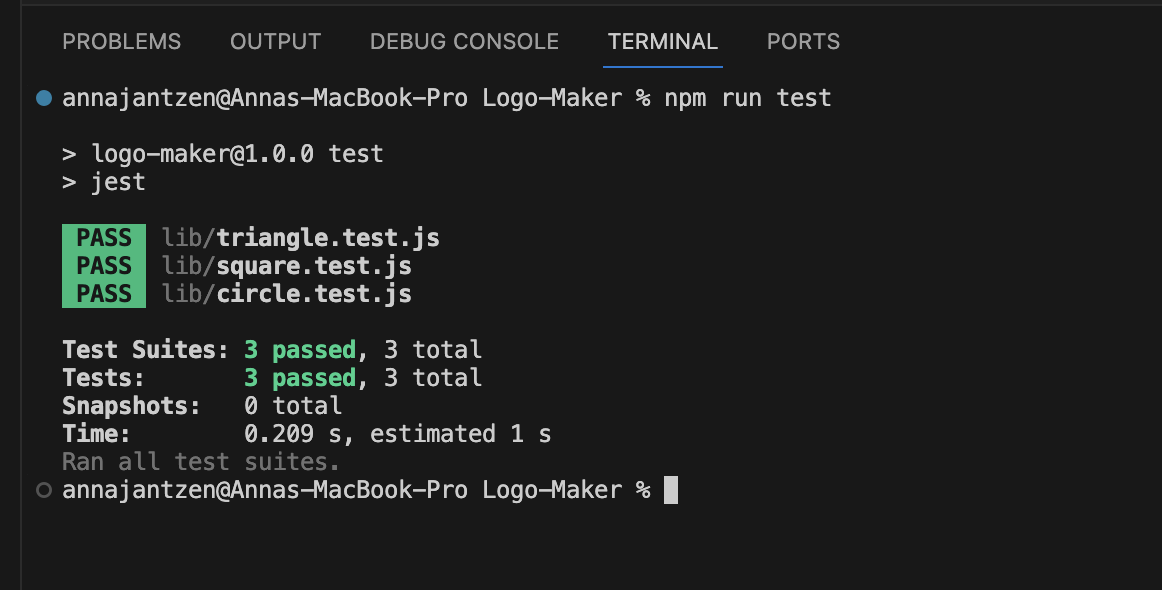 PROBLEMS OUTPUT DEBUG CONSOLE TERMINAL PORTS
annajantzen@Annas-MacBook-Pro Logo-Maker % npm run test
> logo-maker@1.0.0 test
> jest
PASS lib/triangle.test.js
PASS lib/square.test.js
PASS lib/circle.test.js
Test Suites: 3 passed, 3 total
Tests: 3 passed, 3 total
Snapshots: 0 total
Time: 0.209 s, estimated 1 s
Ran all test suites.
annajantzen@Annas-MacBook-Pro Logo-Maker %